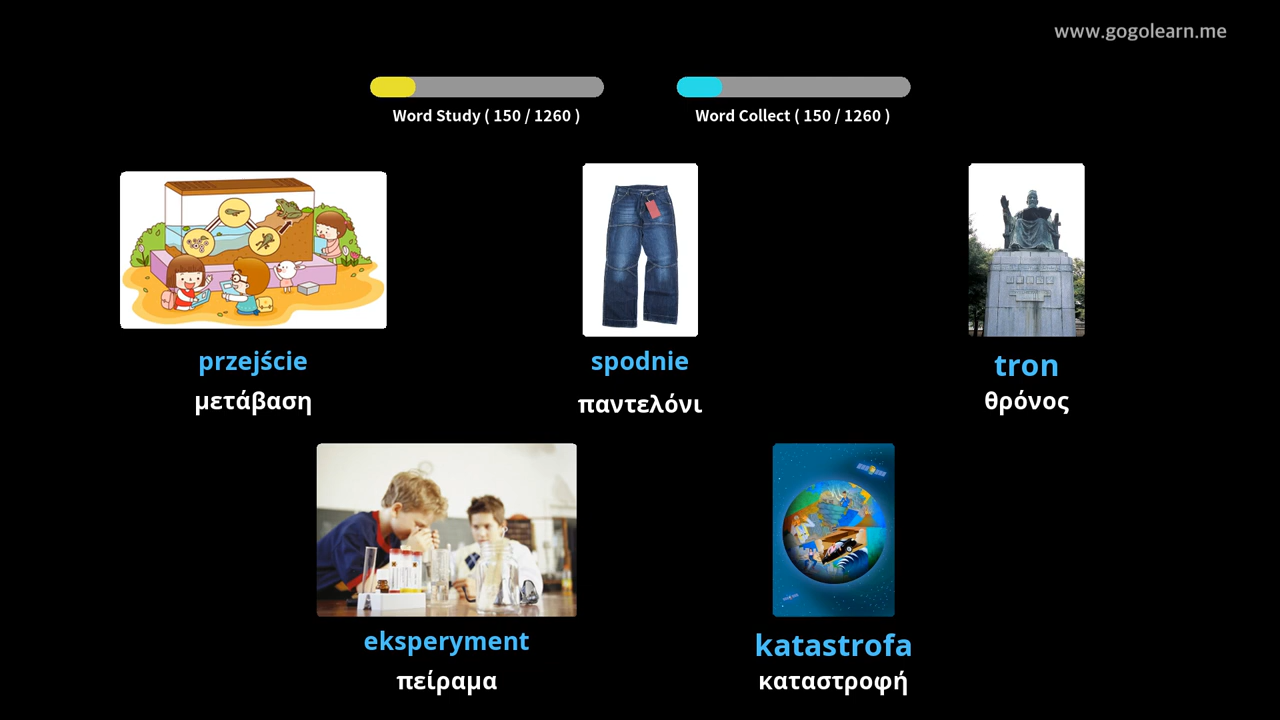 www.gogolearn.me
Word Study ( 150 / 1260 )
Word Collect ( 150 / 1260 )
przejście
μετάβαση
spodnie
παντελόνι
tron
θρόνος
eksperyment
πείραμα
katastrofa
καταστροφή